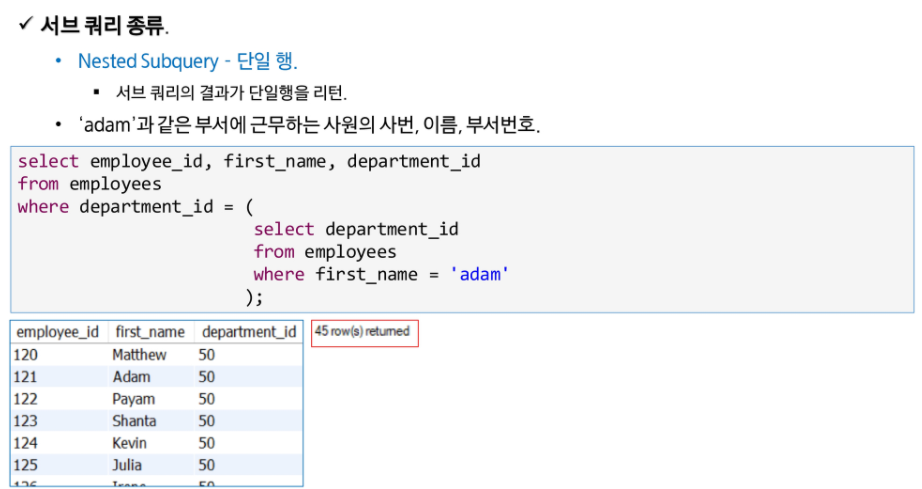 ✓ 서브 쿼리 종류.
• Nested Subquery - 단일 행.
▪ 서브 쿼리의 결과가 단일행을 리턴.
• ‘adam’과 같은 부서에 근무하는 사원의 사번, 이름, 부서번호.
select employee_id, first_name, department_id
from employees
where department_id = (
select department_id
from employees
where first_name = 'adam'
);
employee_id first_name department_id 45 row(s) returned
120 Matthew 50
121 Adam 50
122 Payam 50
123 Shanta 50
124 Kevin 50
125 Julia 50